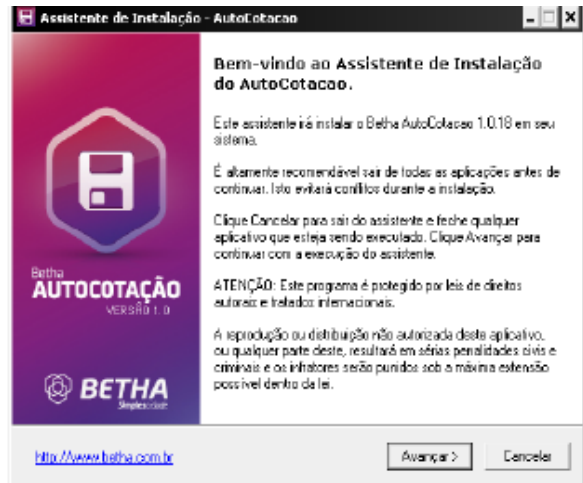 Assistente de Instalação - AutoCotacao
Bem-vindo ao Assistente de Instalação
do AutoCotacao.
Este assistente irá instalar o Betha AutoCotacao 1.0.18 em seu
sistema.
É altamente recomendável sair de todas as aplicações antes de
continuar. Isto evitará conflitos durante a instalação.
Clique Cancelar para sair do assistente e feche qualquer
aplicativo que esteja sendo executado. Clique Avançar para
continuar com a execução do assistente.
ATENÇÃO: Este programa é protegido por leis de direitos
autorais e tratados internacionais.
A reprodução ou distribuição não autorizada deste aplicativo,
ou qualquer parte deste, resultará em sérias penalidades civis e
criminais e os infratores serão punidos sob a máxima extensão
possível dentro da lei.
Betha
AUTOCOTAÇÃO
VERSÃO 1.0
BETHA
Simplescidade
http://www.betha.com.br
Avançar >
Cancelar